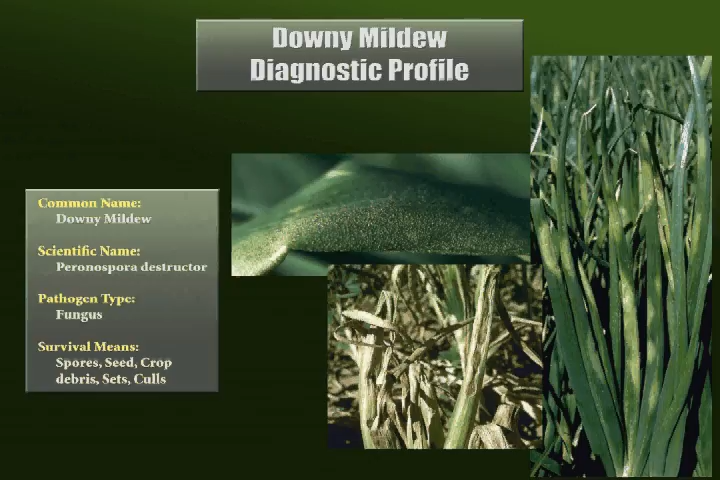 Downy Mildew
Diagnostic Profile
Common Name:
Downy Mildew
Scientific Name:
Peronospora destructor
Pathogen Type:
Fungus
Survival Means:
Spores, Seed, Crop
debris, Sets, Culls